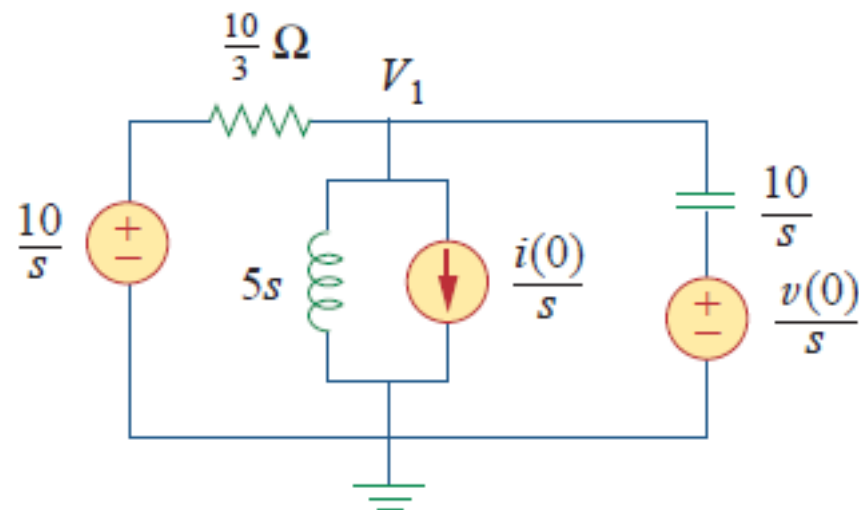 10/3 Ω
V₁
10/s
+
−
5s
i(0)/s
10/s
+
−
v(0)/s